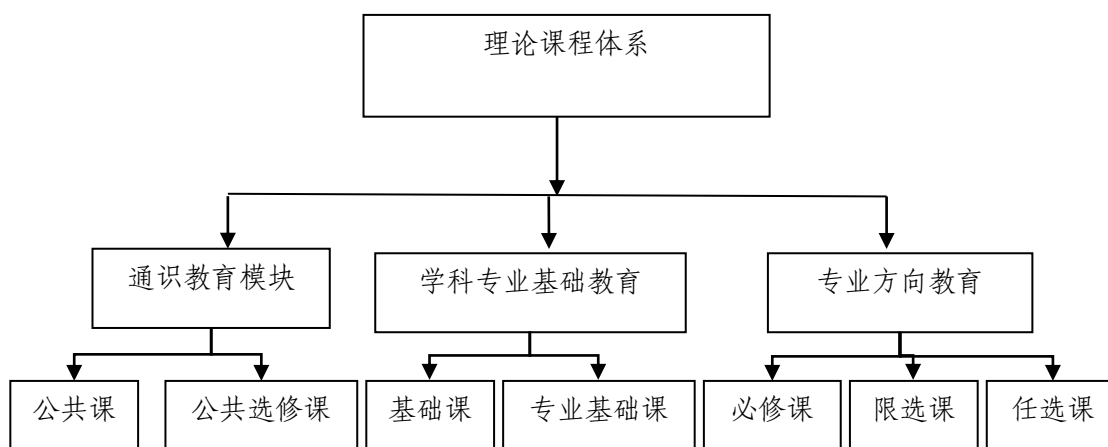 理论课程体系
通识教育模块
学科专业基础教育
专业方向教育
公共课
公共选修课
基础课
专业基础课
必修课
限选课
任选课